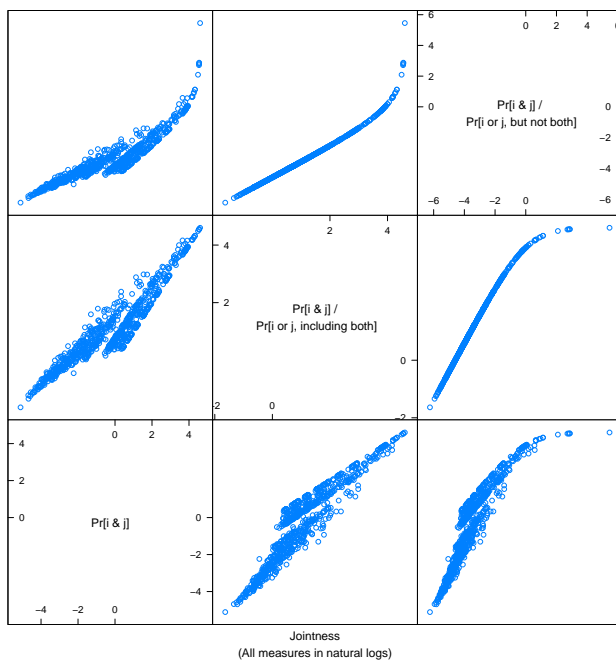 6
4
2
0
Pr[i & j] /
Pr[i or j, but not both]
0 2 4 6
0
−2
−4
−6
2 4
−6 −4 −2 0
4
2
Pr[i & j] /
Pr[i or j, including both]
0
−2
−2 0
0 2 4
4
2
0
Pr[i & j]
0
−2
−4
−4 −2 0
Jointness
(All measures in natural logs)